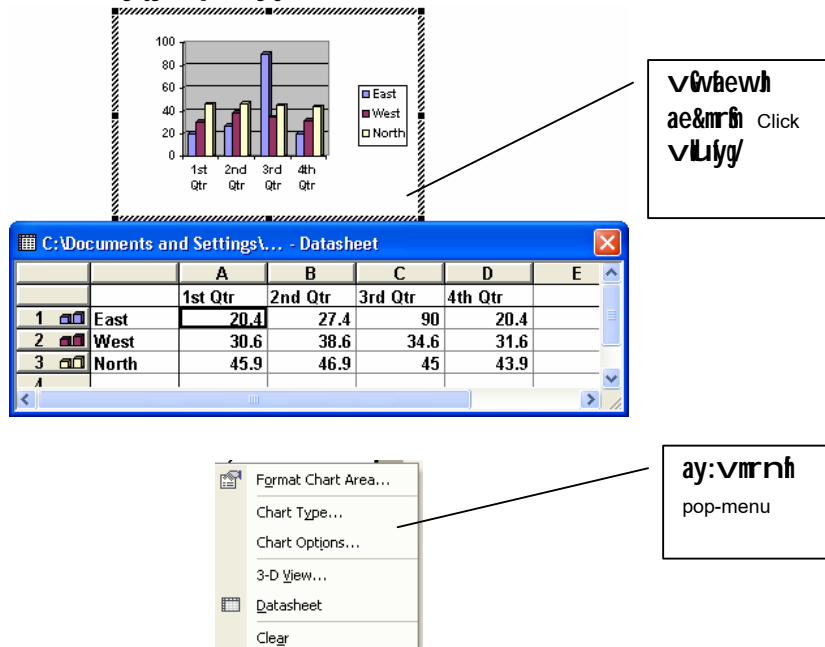 100
80
60
40
20
0
East
West
North
1st Qtr
2nd Qtr
3rd Qtr
4th Qtr
Click
C:\Documents and Settings\... - Datasheet
A B C D E
1st Qtr 2nd Qtr 3rd Qtr 4th Qtr
1 East 20.4 27.4 90 20.4
2 West 30.6 38.6 34.6 31.6
3 North 45.9 46.9 45 43.9
4
Format Chart Area...
Chart Type...
Chart Options...
3-D View...
Datasheet
Clear
pop-menu